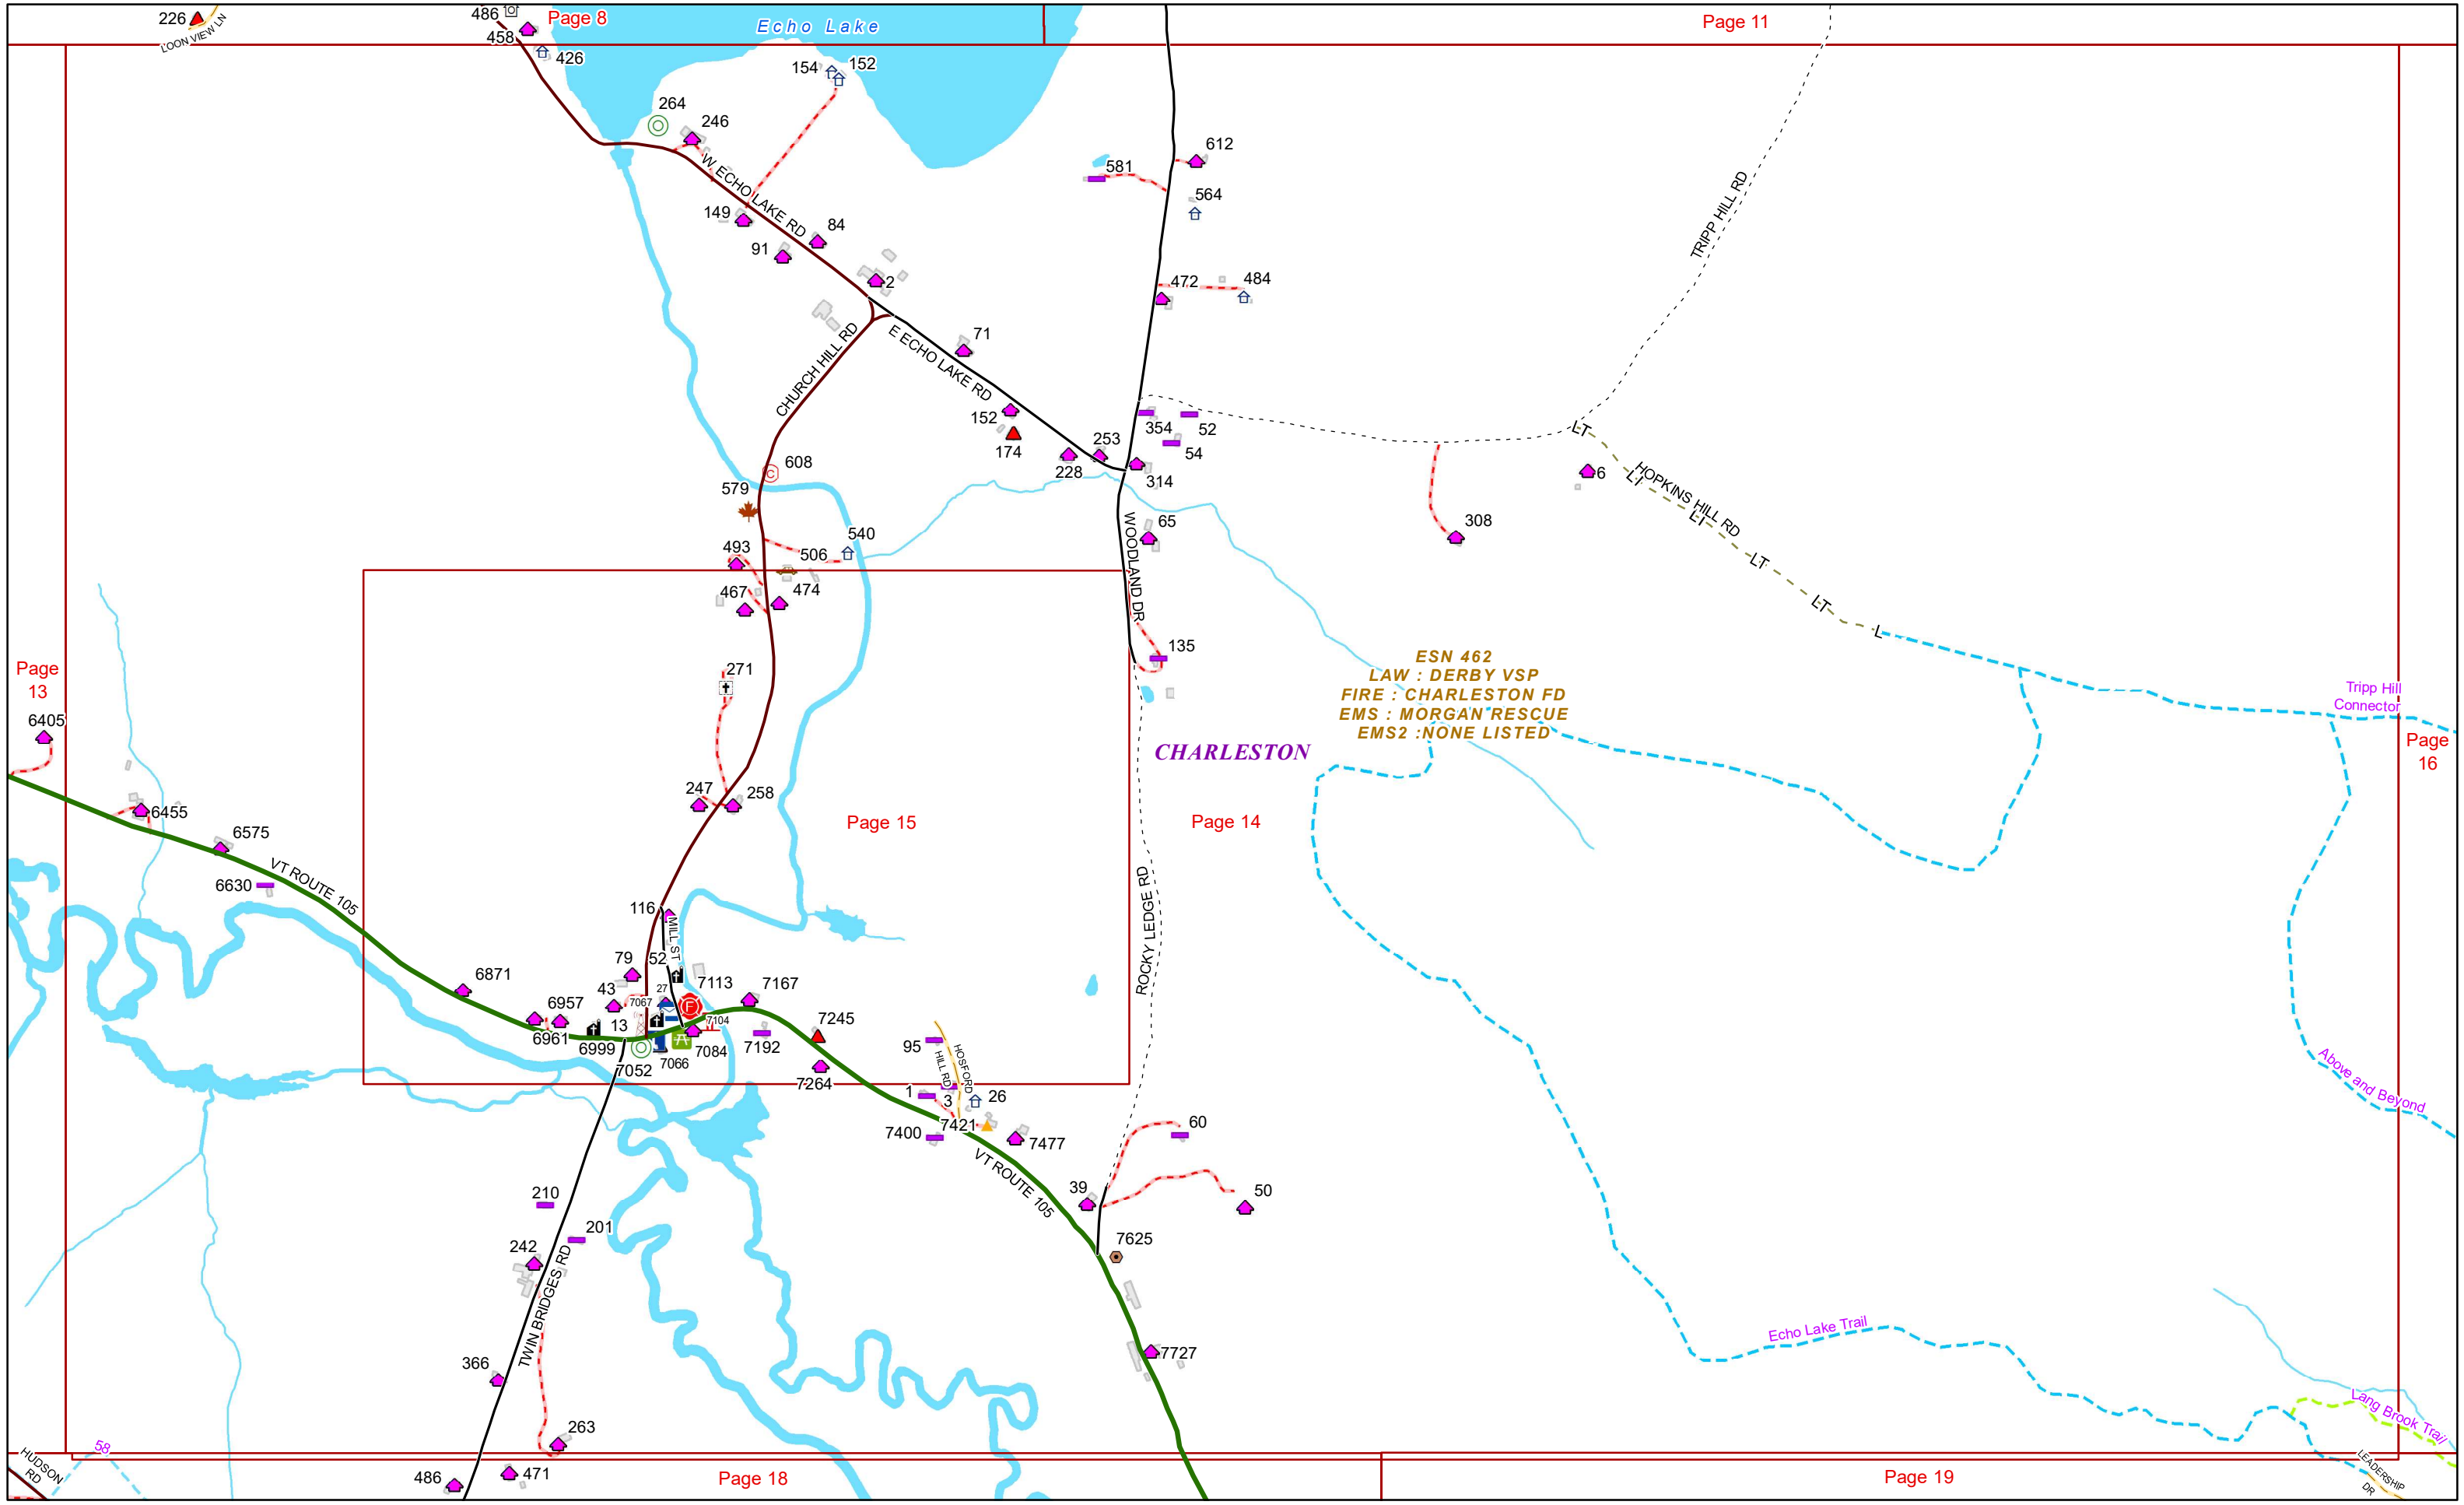 226
LOON VIEW LN
486
Page 8
458
426
Echo Lake
Page 11
154
152
264
246
W ECHO LAKE RD
149
84
91
2
612
581
564
472
484
TRIPP HILL RD
CHURCH HILL RD
E ECHO LAKE RD
71
152
174
228
253
354
52
54
314
LT
6
HOPKINS HILL RD
LT
LT
LT
LT
L
308
608
C
579
540
506
493
467
474
65
WOODLAND DR
135
271
ESN 462
LAW : DERBY VSP
FIRE : CHARLESTON FD
EMS : MORGAN RESCUE
EMS2 :NONE LISTED
CHARLESTON
Page
13
6405
Tripp Hill
Connector
Page
16
247
258
6455
6575
6630
VT ROUTE 105
Page 15
Page 14
ROCKY LEDGE RD
116
MILL ST
79
52
6871
43
27
7067
7113
F
7167
6957
6961
6999
13
7104
7052
7066
7084
7192
7245
7264
95
HOSFORD
HILL RD
1
3
26
7421
7400
7477
VT ROUTE 105
60
39
50
Above and Beyond
210
201
242
TWIN BRIDGES RD
7625
366
7727
Echo Lake Trail
263
Lang Brook Trail
58
HUDSON
RD
486
471
Page 18
Page 19
LEADERSHIP
DR